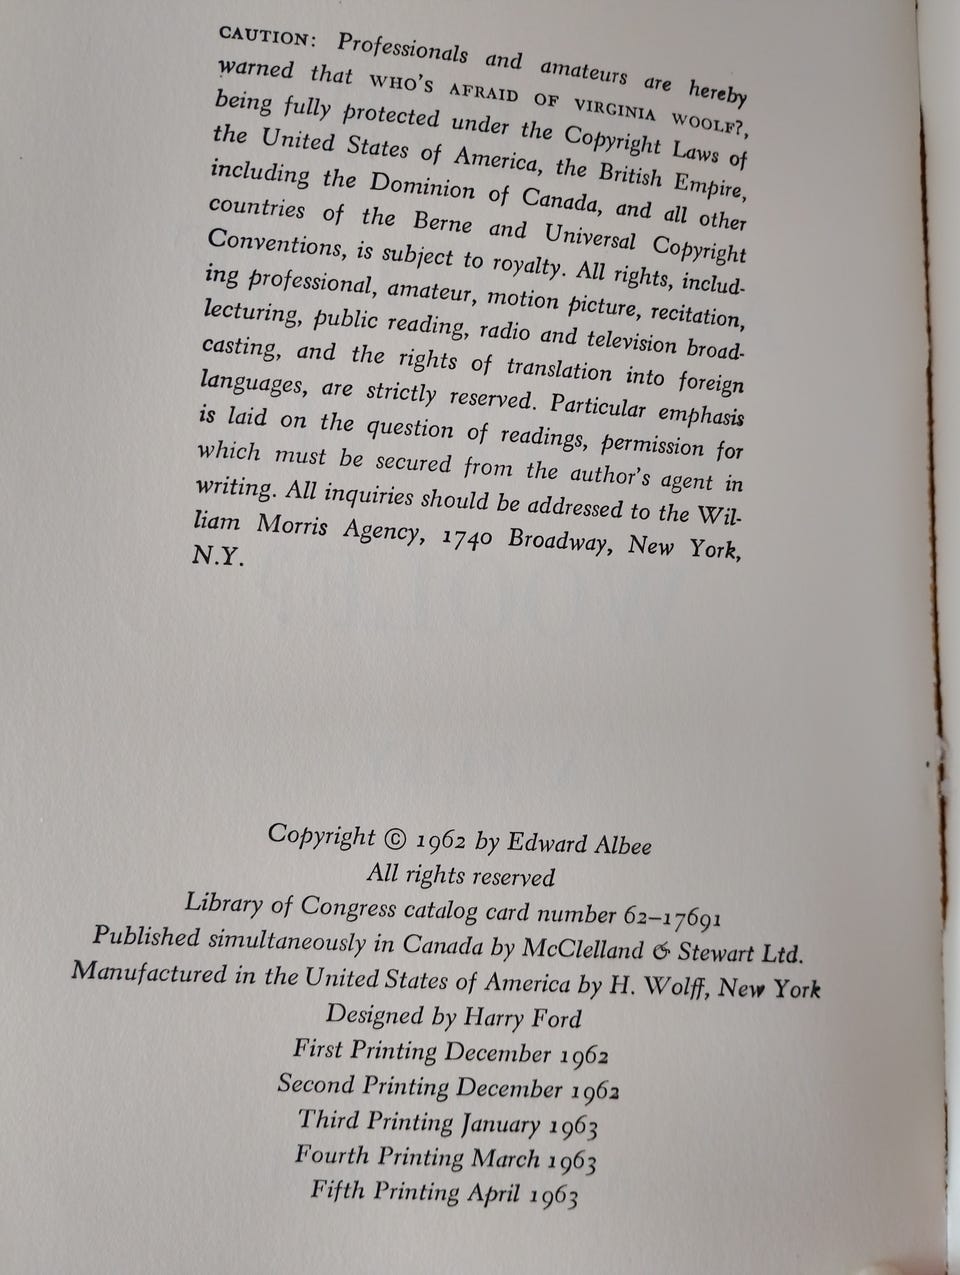 CAUTION: Professionals and amateurs are hereby
warned that WHO'S AFRAID OF VIRGINIA WOOLF?,
being fully protected under the Copyright Laws of
the United States of America, the British Empire,
including the Dominion of Canada, and all other
countries of the Berne and Universal Copyright
Conventions, is subject to royalty. All rights, includ-
ing professional, amateur, motion picture, recitation,
lecturing, public reading, radio and television broad-
casting, and the rights of translation into foreign
languages, are strictly reserved. Particular emphasis
is laid on the question of readings, permission for
which must be secured from the author's agent in
writing. All inquiries should be addressed to the Wil-
liam Morris Agency, 1740 Broadway, New York,
N.Y.
Copyright © 1962 by Edward Albee
All rights reserved
Library of Congress catalog card number 62–17691
Published simultaneously in Canada by McClelland & Stewart Ltd.
Manufactured in the United States of America by H. Wolff, New York
Designed by Harry Ford
First Printing December 1962
Second Printing December 1962
Third Printing January 1963
Fourth Printing March 1963
Fifth Printing April 1963